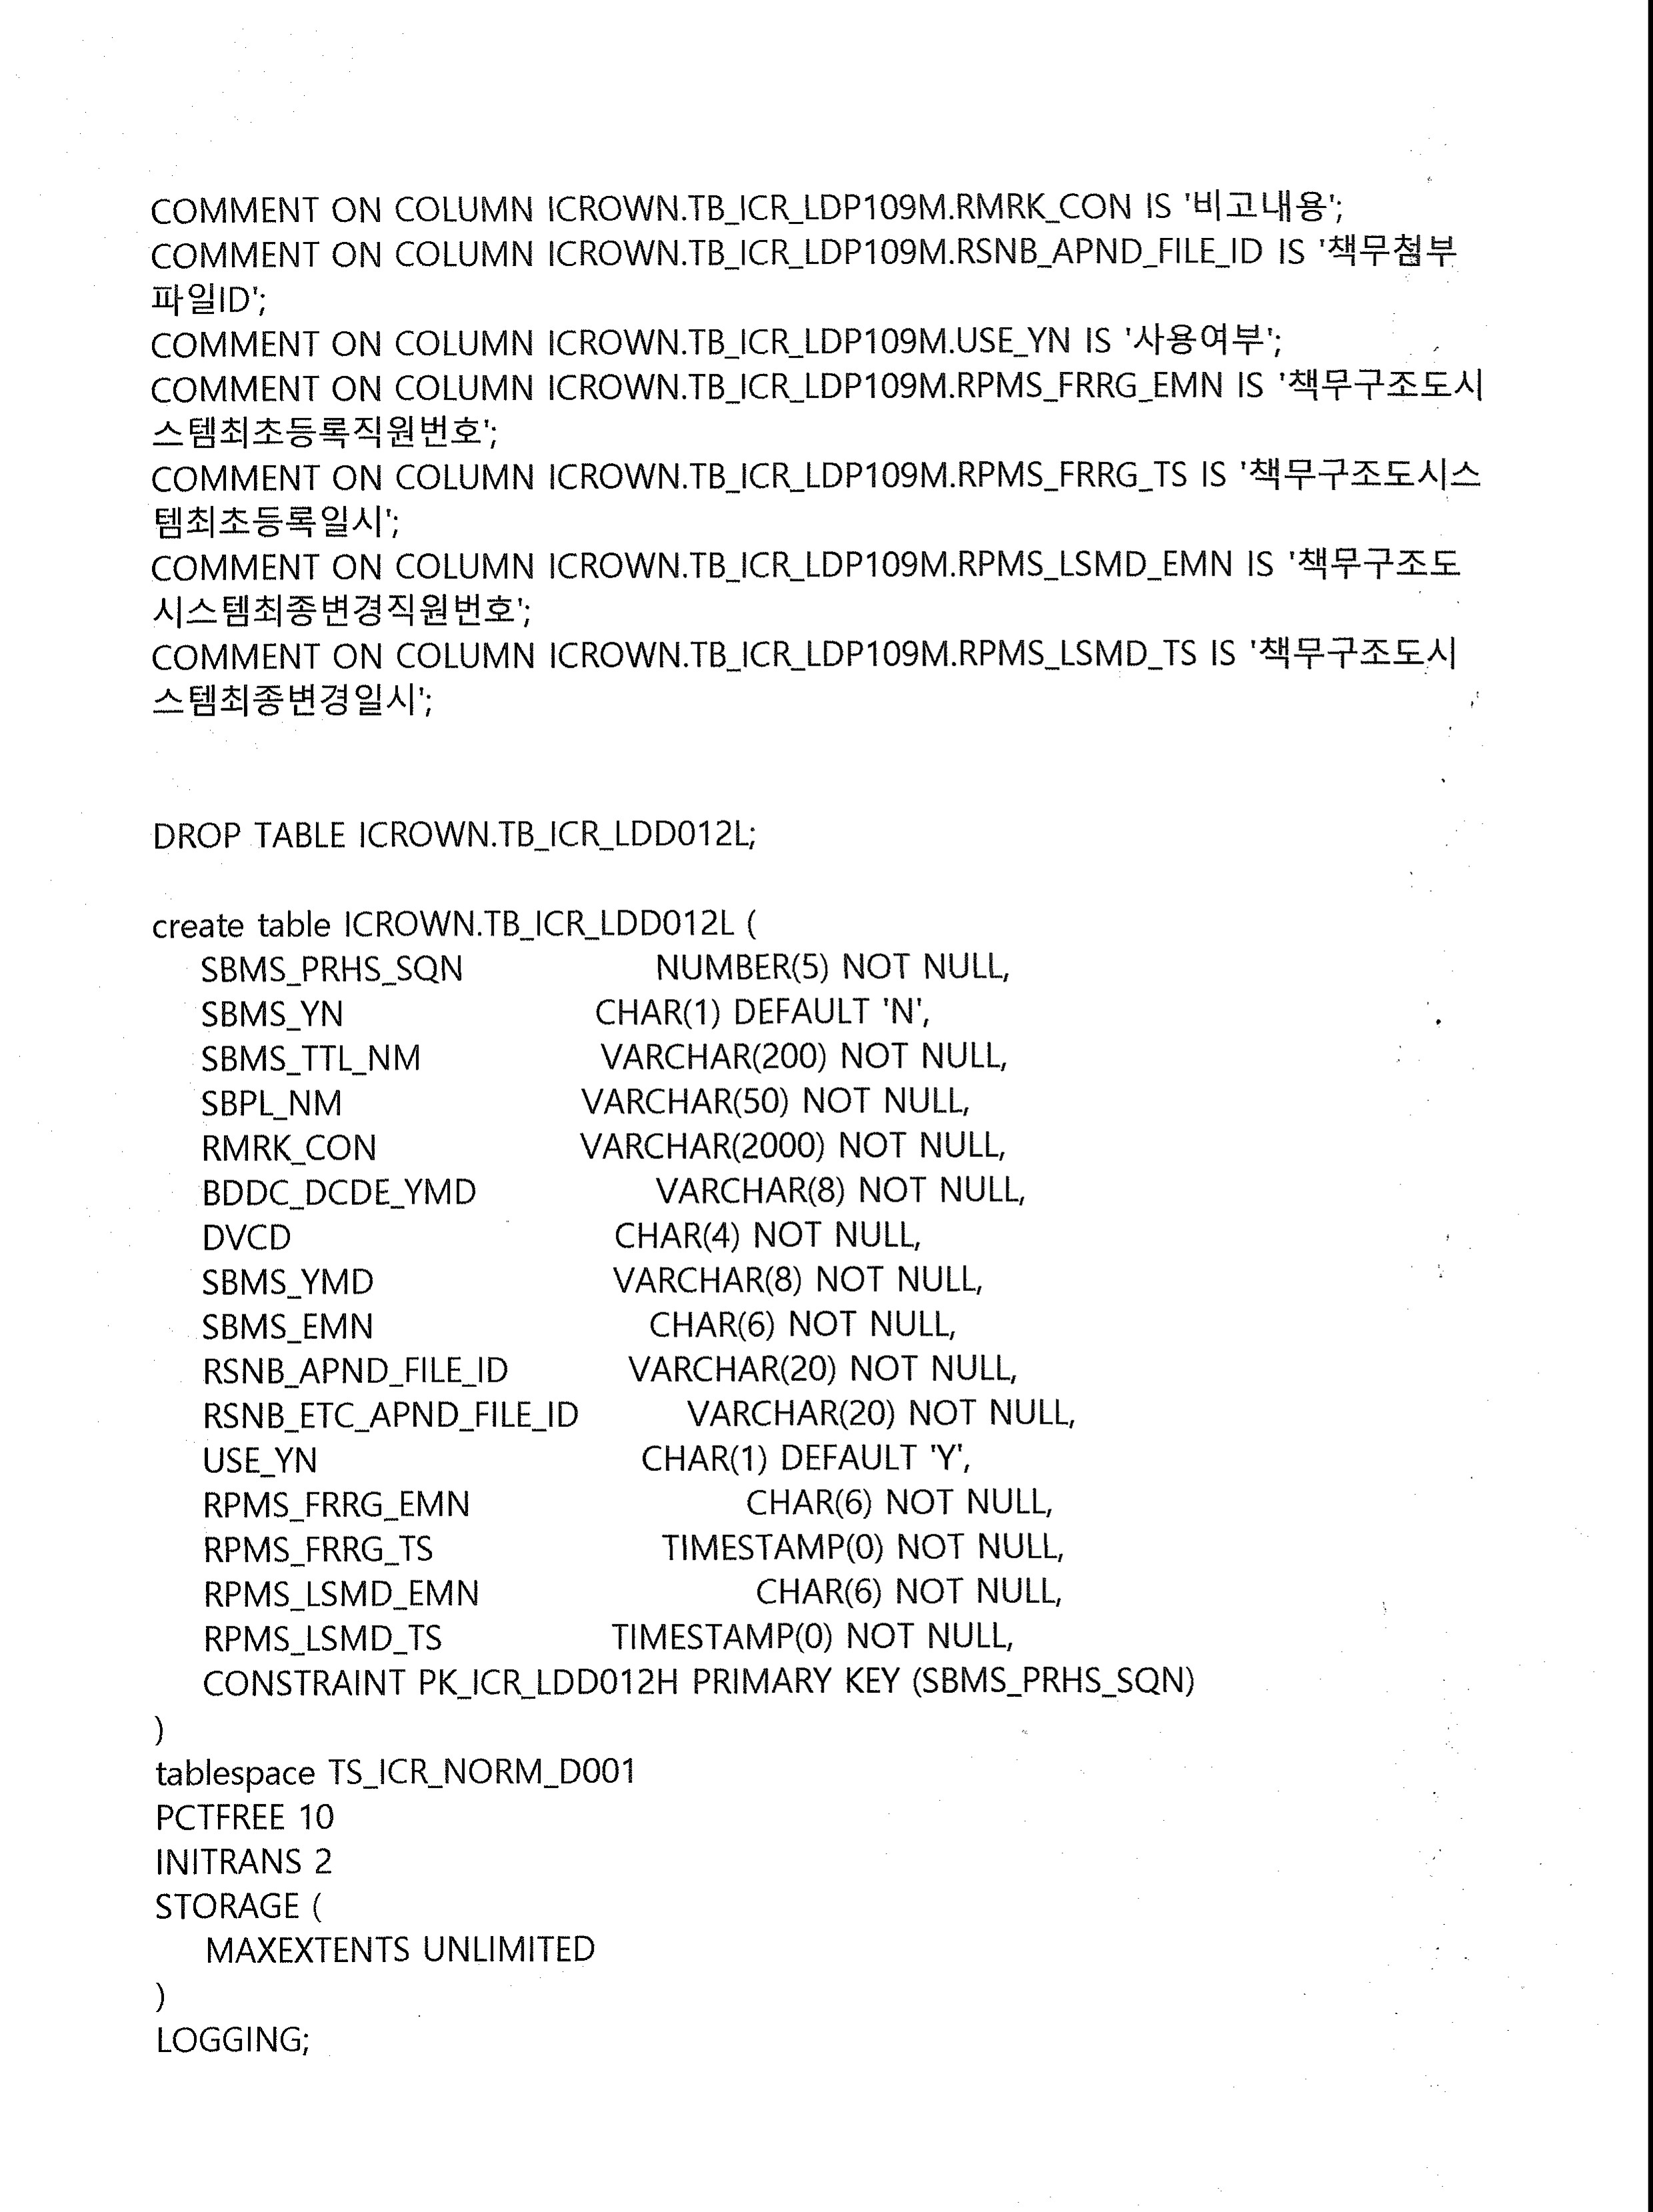 COMMENT ON COLUMN ICROWN.TB_ICR_LDP109M.RMRK_CON IS '비고내용';
COMMENT ON COLUMN ICROWN.TB_ICR_LDP109M.RSNB_APND_FILE_ID IS '책무첨부
파일ID';
COMMENT ON COLUMN ICROWN.TB_ICR_LDP109M.USE_YN IS '사용여부';
COMMENT ON COLUMN ICROWN.TB_ICR_LDP109M.RPMS_FRRG_EMN IS '책무구조도시
스템최초등록직원번호';
COMMENT ON COLUMN ICROWN.TB_ICR_LDP109M.RPMS_FRRG_TS IS '책무구조도시스
템최초등록일시';
COMMENT ON COLUMN ICROWN.TB_ICR_LDP109M.RPMS_LSMD_EMN IS '책무구조도
시스템최종변경직원번호';
COMMENT ON COLUMN ICROWN.TB_ICR_LDP109M.RPMS_LSMD_TS IS '책무구조도시
스템최종변경일시';
DROP TABLE ICROWN.TB_ICR_LDD012L;
create table ICROWN.TB_ICR_LDD012L (
SBMS_PRHS_SQN NUMBER(5) NOT NULL,
SBMS_YN CHAR(1) DEFAULT 'N',
SBMS_TTL_NM VARCHAR(200) NOT NULL,
SBPL_NM VARCHAR(50) NOT NULL,
RMRK_CON VARCHAR(2000) NOT NULL,
BDDC_DCDE_YMD VARCHAR(8) NOT NULL,
DVCD CHAR(4) NOT NULL,
SBMS_YMD VARCHAR(8) NOT NULL,
SBMS_EMN CHAR(6) NOT NULL,
RSNB_APND_FILE_ID VARCHAR(20) NOT NULL,
RSNB_ETC_APND_FILE_ID VARCHAR(20) NOT NULL,
USE_YN CHAR(1) DEFAULT 'Y',
RPMS_FRRG_EMN CHAR(6) NOT NULL,
RPMS_FRRG_TS TIMESTAMP(0) NOT NULL,
RPMS_LSMD_EMN CHAR(6) NOT NULL,
RPMS_LSMD_TS TIMESTAMP(0) NOT NULL,
CONSTRAINT PK_ICR_LDD012H PRIMARY KEY (SBMS_PRHS_SQN)
)
tablespace TS_ICR_NORM_D001
PCTFREE 10
INITRANS 2
STORAGE (
MAXEXTENTS UNLIMITED
)
LOGGING;